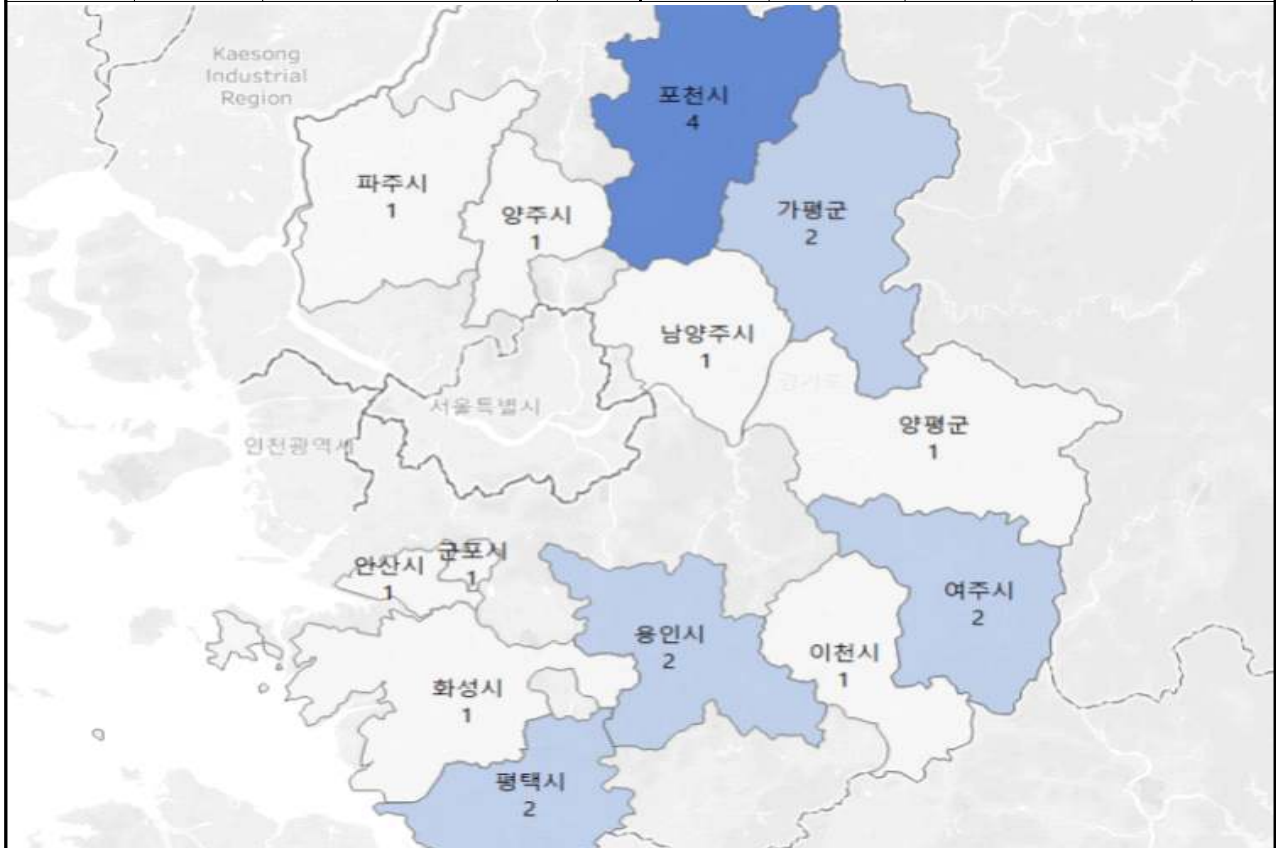 Kaesong
Industrial
Region
포천시
4
파주시
1
양주시
1
가평군
2
남양주시
1
경기도
서울특별시
인천광역시
양평군
1
안산시
1
군포시
1
용인시
2
여주시
2
이천시
1
화성시
1
평택시
2